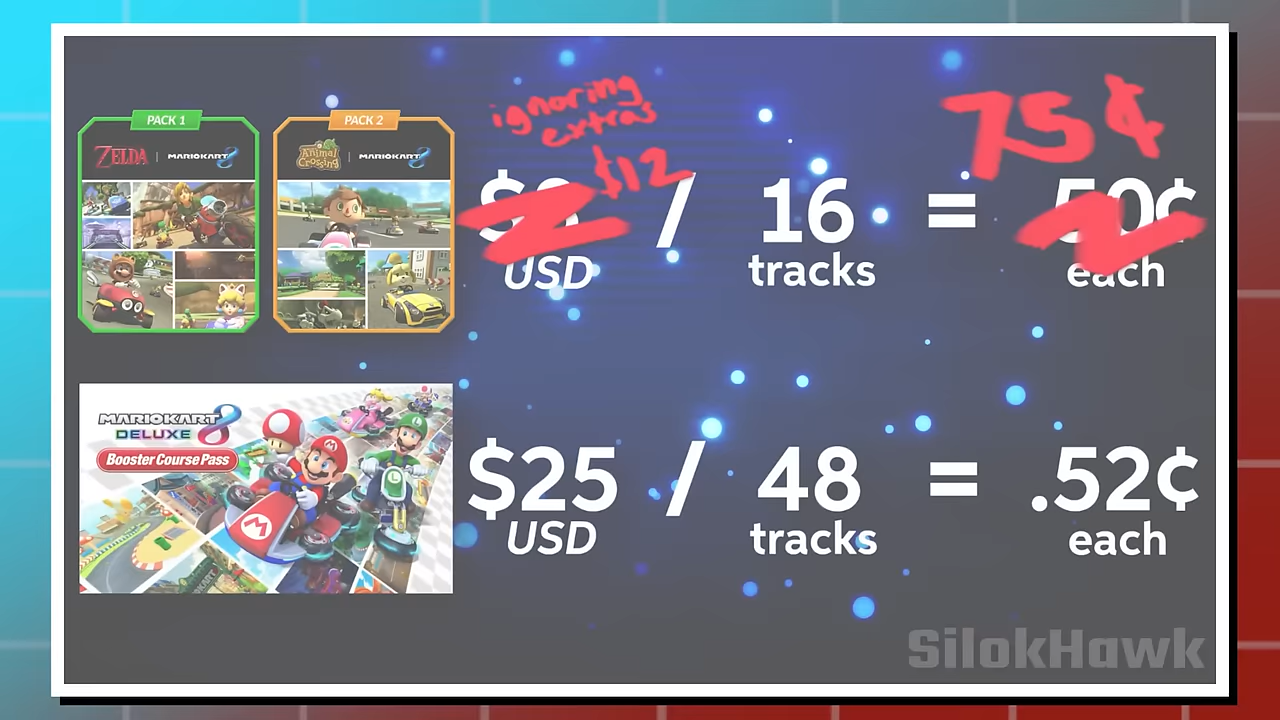 PACK 1
ZELDA | MARIOKART 8
PACK 2
Animal Crossing | MARIOKART 8
ignoring
extras
$12
75¢
/ 16 = .50¢
USD tracks each
MARIOKART 8
DELUXE
Booster Course Pass
$25 / 48 = .52¢
USD tracks each
SilokHawk